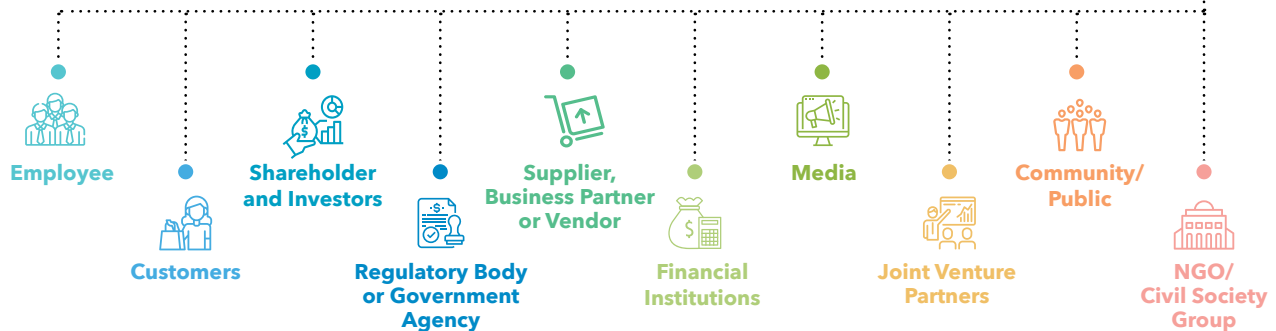 Employee
Customers
Shareholder
and Investors
Regulatory Body
or Government
Agency
Supplier,
Business Partner
or Vendor
Financial
Institutions
Media
Joint Venture
Partners
Community/
Public
NGO/
Civil Society
Group